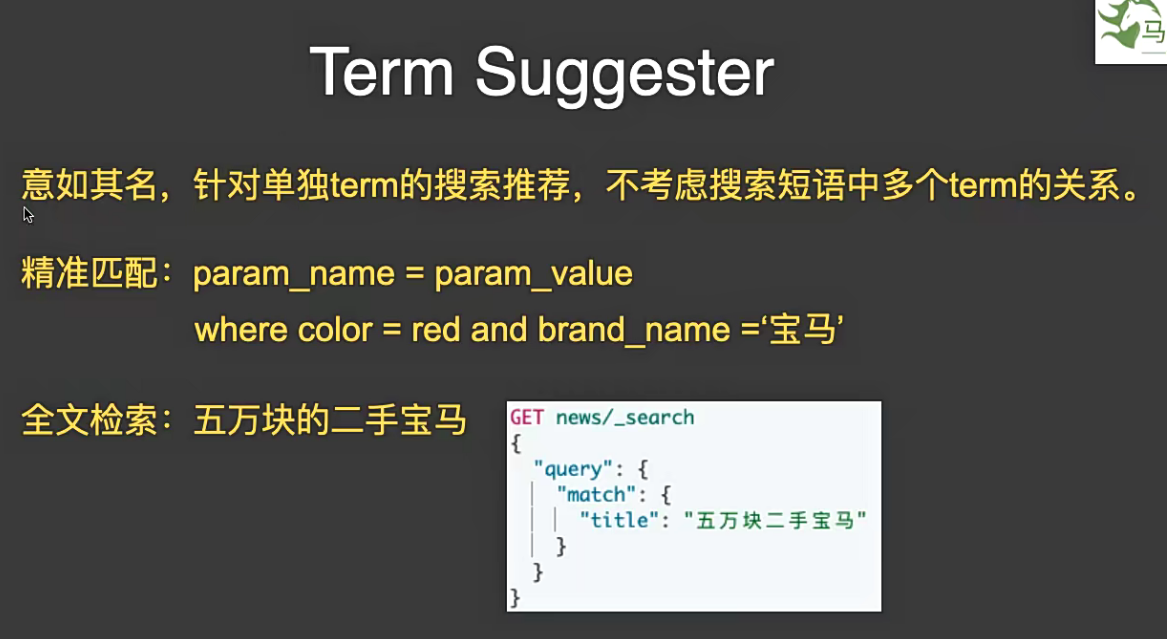 马
Term Suggester
意如其名，针对单独term的搜索推荐，不考虑搜索短语中多个term的关系。
精准匹配：param_name = param_value
where color = red and brand_name =‘宝马’
全文检索：五万块的二手宝马
GET news/_search
{
"query": {
"match": {
"title": "五万块二手宝马"
}
}
}